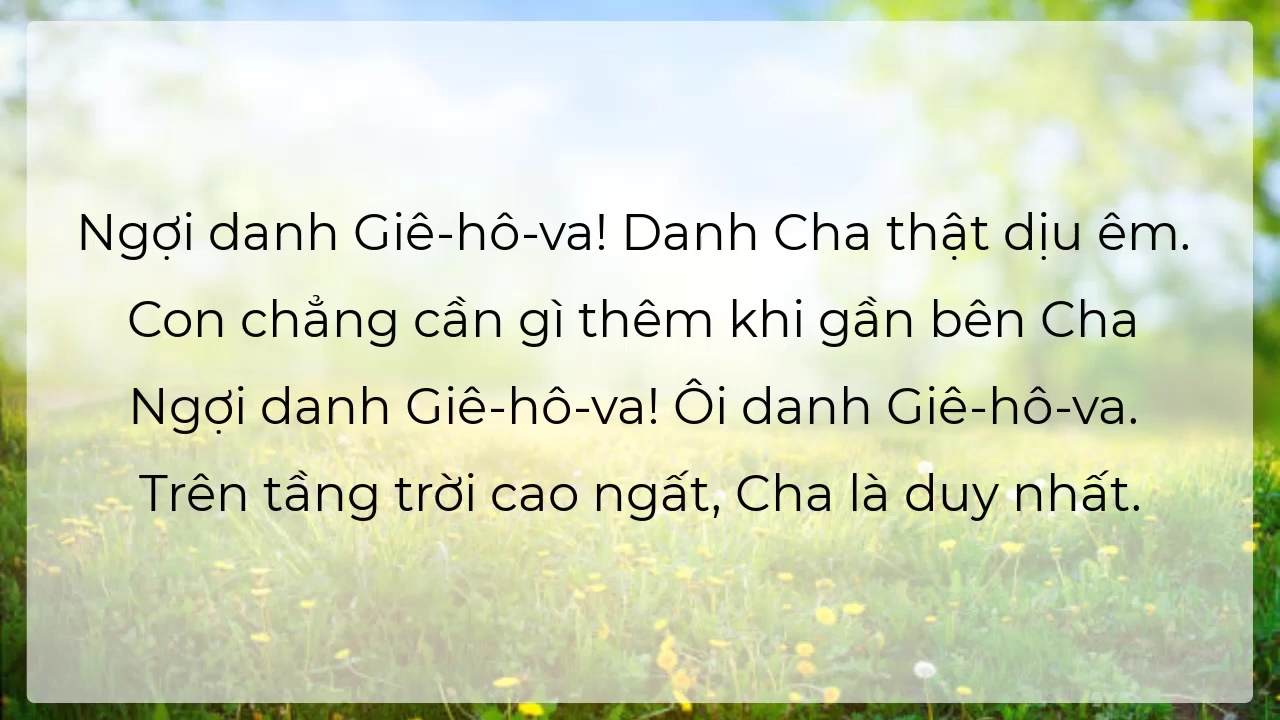 Ngợi danh Giê-hô-va! Danh Cha thật dịu êm.
Con chẳng cần gì thêm khi gần bên Cha
Ngợi danh Giê-hô-va! Ôi danh Giê-hô-va.
Trên tầng trời cao ngất, Cha là duy nhất.